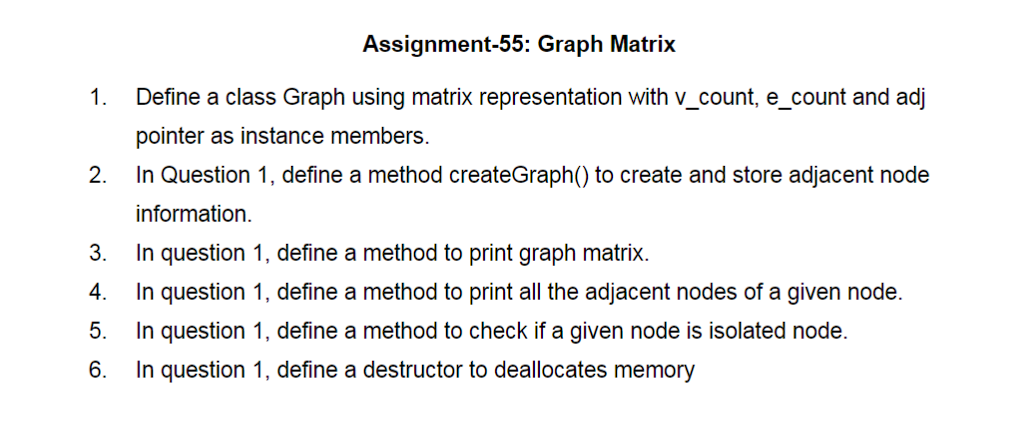 Assignment-55: Graph Matrix
1. Define a class Graph using matrix representation with v_count, e_count and adj
pointer as instance members.
2. In Question 1, define a method createGraph() to create and store adjacent node
information.
3. In question 1, define a method to print graph matrix.
4. In question 1, define a method to print all the adjacent nodes of a given node.
5. In question 1, define a method to check if a given node is isolated node.
6. In question 1, define a destructor to deallocates memory